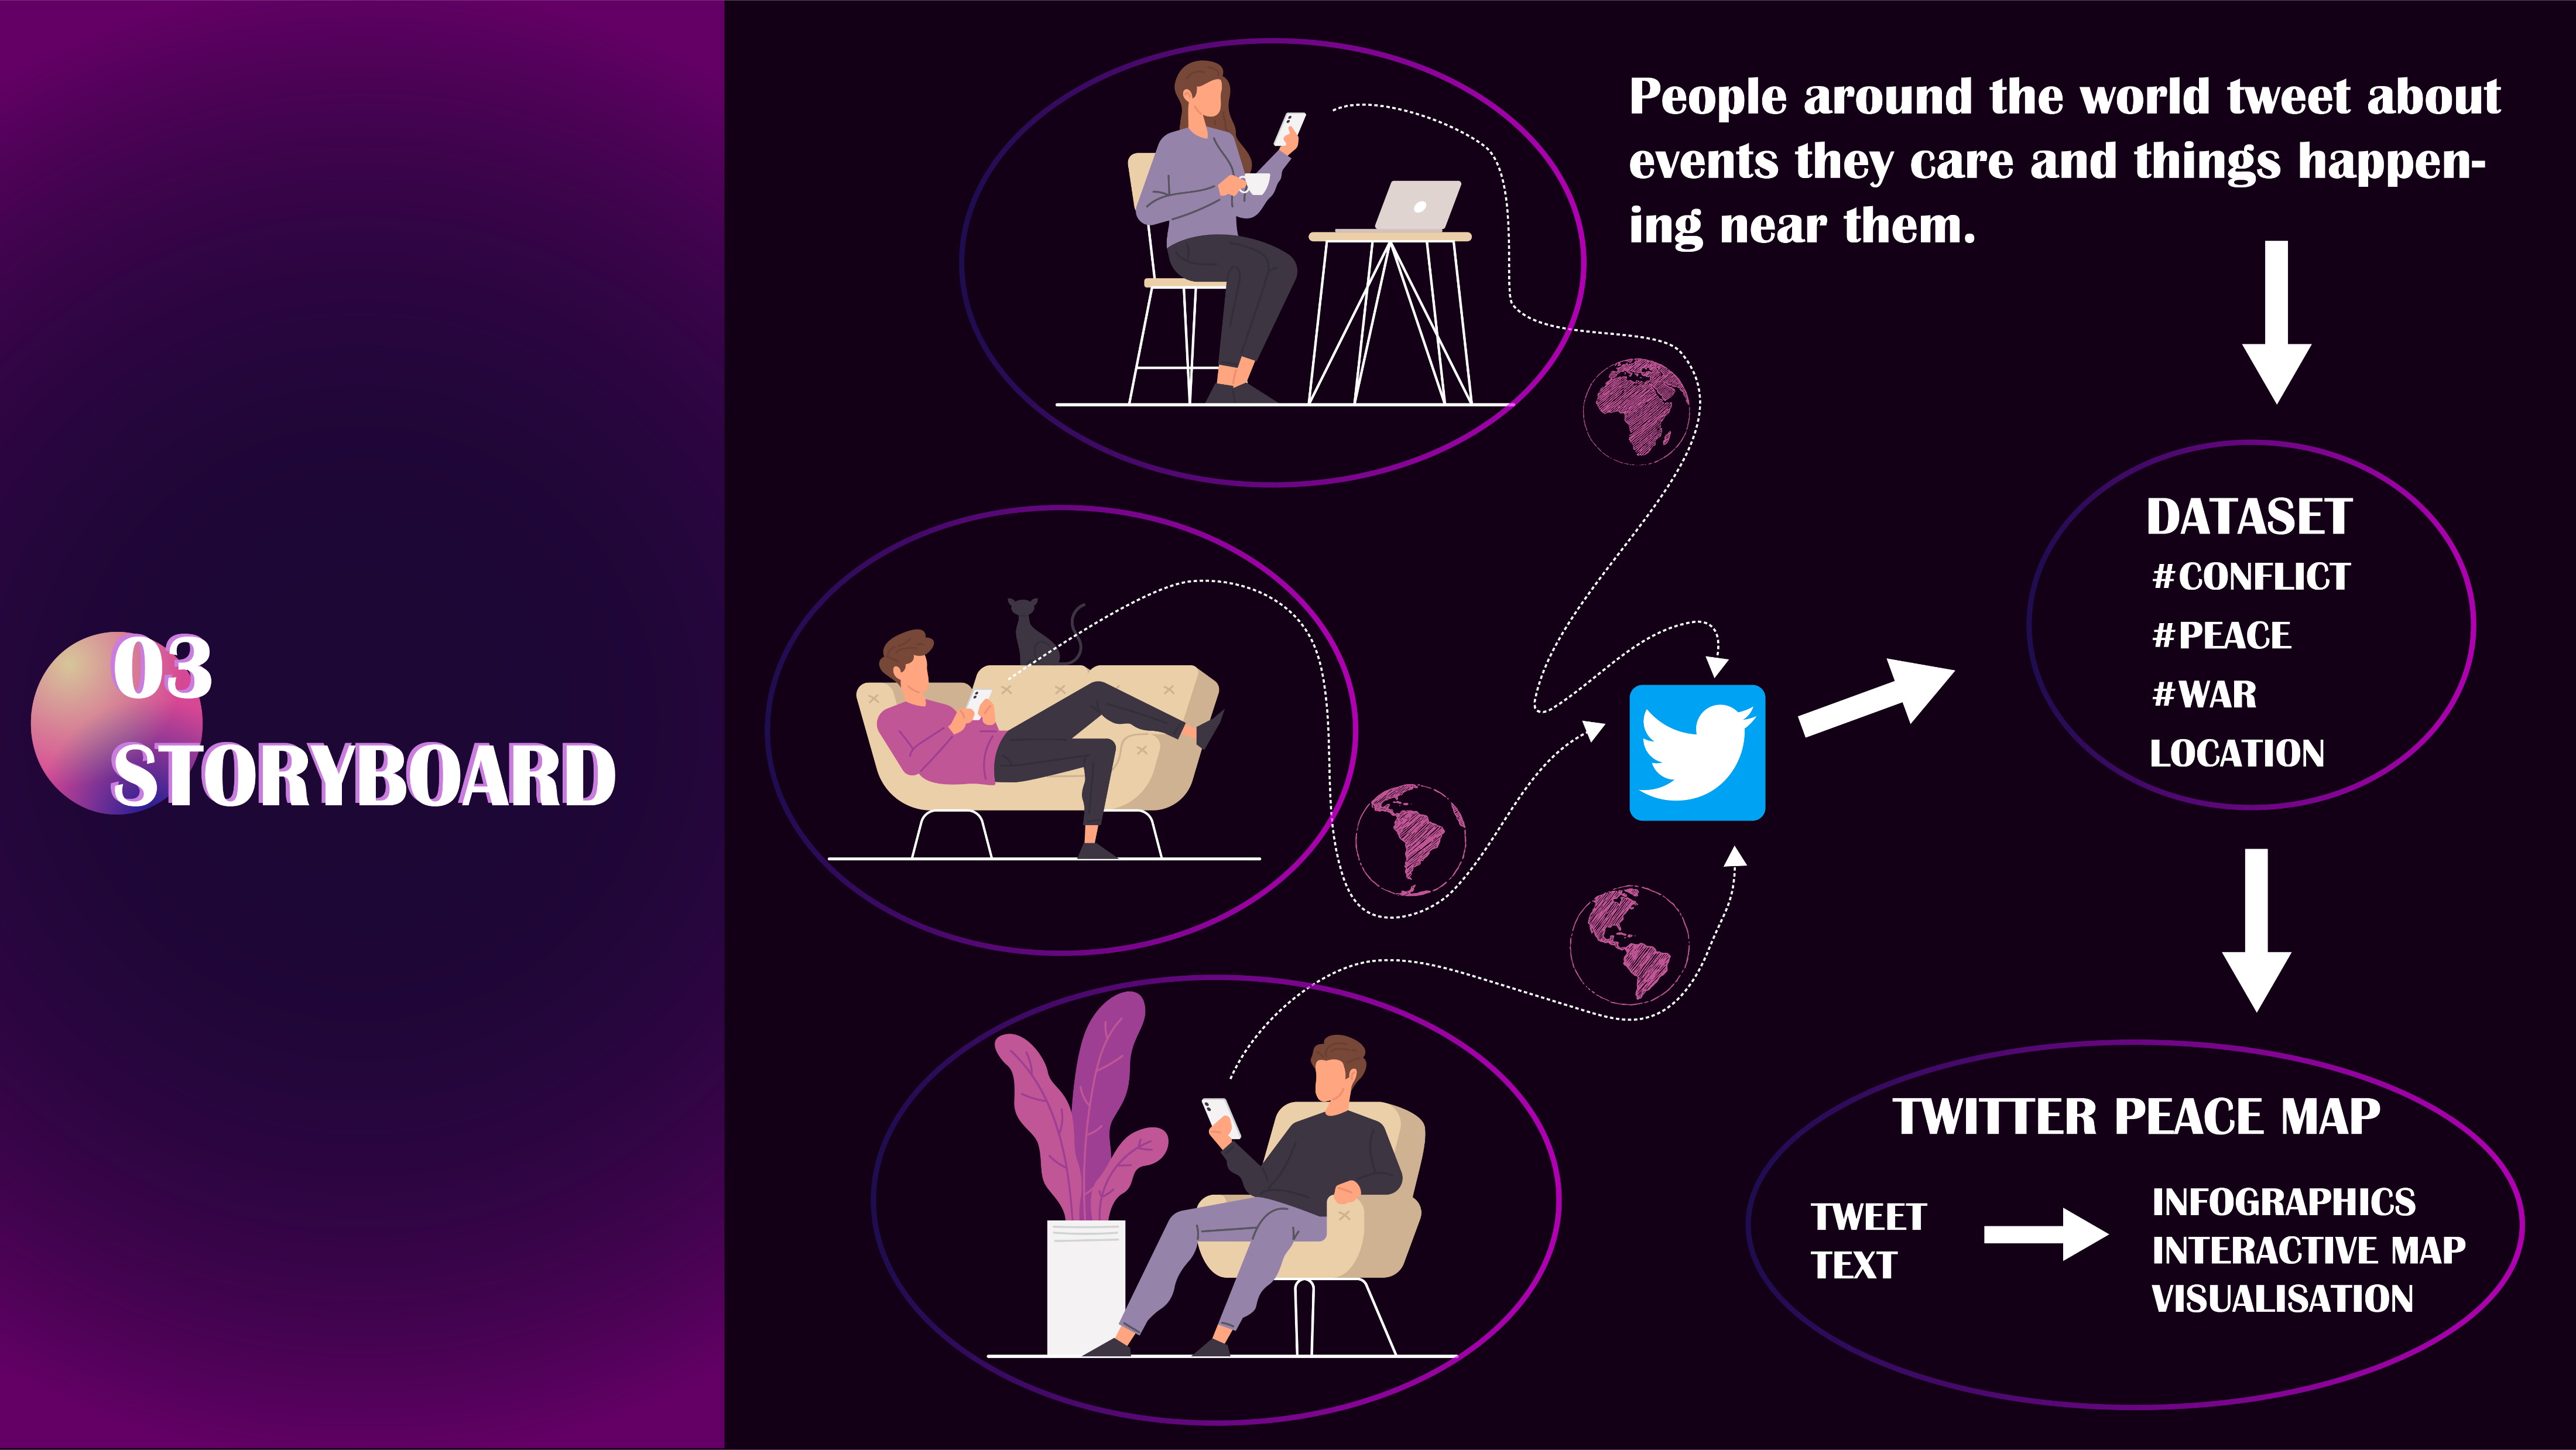 03
STORYBOARD
People around the world tweet about
events they care and things happen-
ing near them.
DATASET
#CONFLICT
#PEACE
#WAR
LOCATION
TWITTER PEACE MAP
TWEET
TEXT
INFOGRAPHICS
INTERACTIVE MAP
VISUALISATION